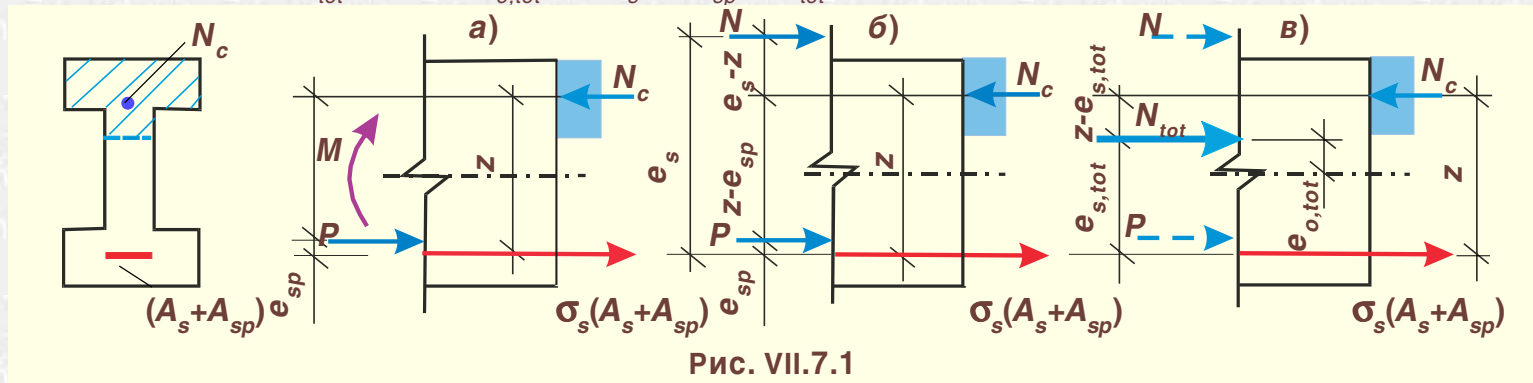 N_c
(A_s+A_sp)
а)
N_c
M
z
P
e_sp
σ_s(A_s+A_sp)
б)
N
e_s-z
N_c
e_s
z-e_sp
z
P
e_sp
σ_s(A_s+A_sp)
в)
N
z-e_s,tot
N_c
N_tot
e_s,tot
z
P
e_o,tot
σ_s(A_s+A_sp)
Рис. VII.7.1